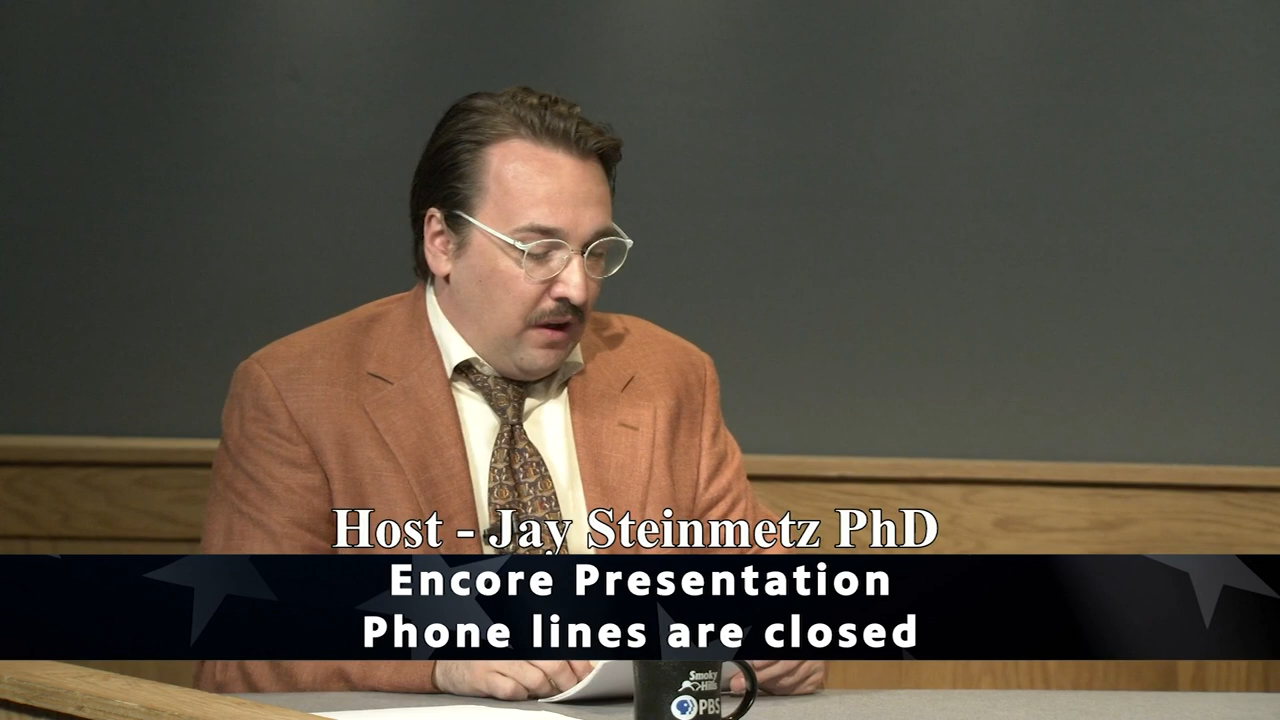 Host - Jay Steinmetz PhD
Encore Presentation
Phone lines are closed
Smoky
Hills
PBS